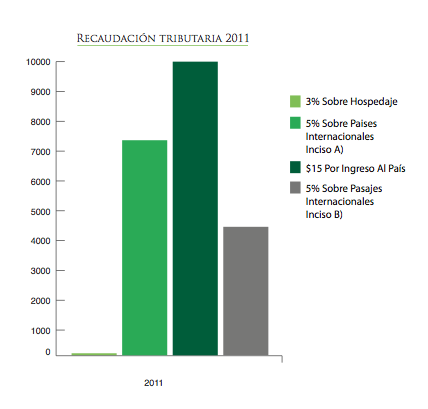 RECAUDACIÓN TRIBUTARIA 2011
10000
9000
8000
7000
6000
5000
4000
3000
2000
1000
0
2011
3% Sobre Hospedaje
5% Sobre Paises
Internacionales
Inciso A)
$15 Por Ingreso Al País
5% Sobre Pasajes
Internacionales
Inciso B)